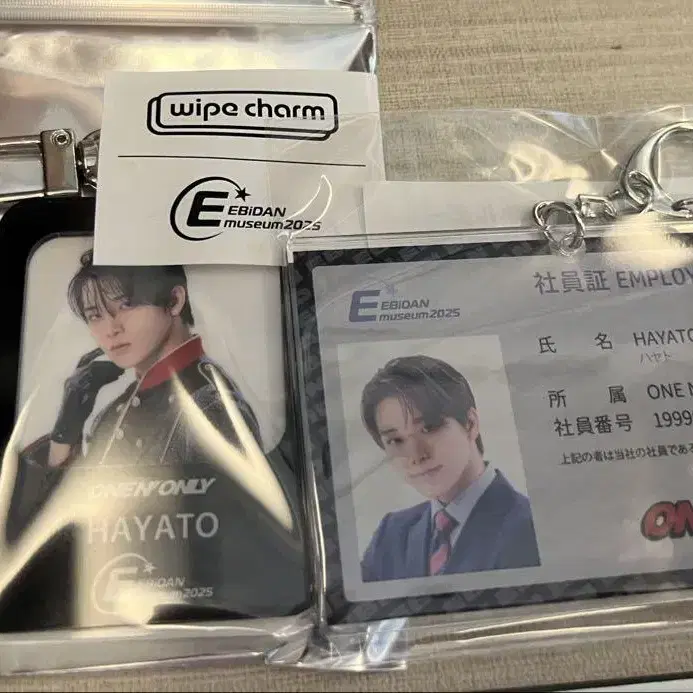 wipe charm
EBiDAN
museum2025
ONE N' ONLY
HAYATO
EBiDAN
museum2025
EBiDAN
museum2025
社員証 EMPLOY
氏 名 HAYATO
ハヤト
所 属 ONE
社員番号 1999
上記の者は当社の社員であ